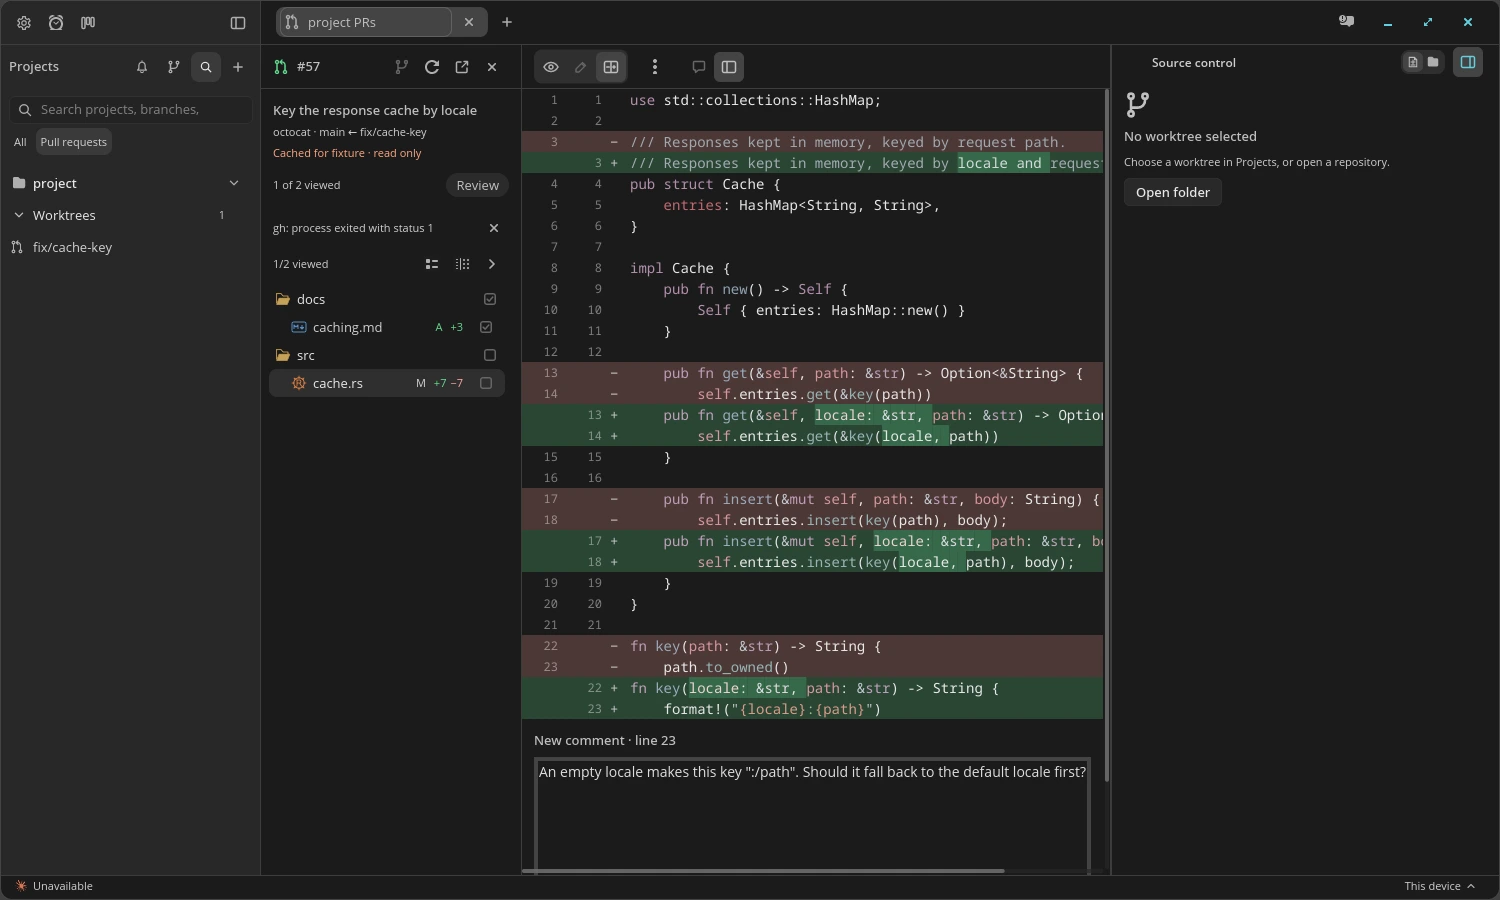 project PRs
Projects
Search projects, branches,
All
Pull requests
project
Worktrees
1
fix/cache-key
#57
Key the response cache by locale
octocat · main ← fix/cache-key
Cached for fixture · read only
1 of 2 viewed
Review
gh: process exited with status 1
1/2 viewed
docs
caching.md A +3
src
cache.rs M +7 −7
1 1 use std::collections::HashMap;
2 2
3 − /// Responses kept in memory, keyed by request path.
3 + /// Responses kept in memory, keyed by locale and request
4 4 pub struct Cache {
5 5 entries: HashMap<String, String>,
6 6 }
7 7
8 8 impl Cache {
9 9 pub fn new() -> Self {
10 10 Self { entries: HashMap::new() }
11 11 }
12 12
13 − pub fn get(&self, path: &str) -> Option<&String> {
14 − self.entries.get(&key(path))
13 + pub fn get(&self, locale: &str, path: &str) -> Option
14 + self.entries.get(&key(locale, path))
15 15 }
16 16
17 − pub fn insert(&mut self, path: &str, body: String) {
18 − self.entries.insert(key(path), body);
17 + pub fn insert(&mut self, locale: &str, path: &str, bo
18 + self.entries.insert(key(locale, path), body);
19 19 }
20 20 }
21 21
22 − fn key(path: &str) -> String {
23 − path.to_owned()
22 + fn key(locale: &str, path: &str) -> String {
23 + format!("{locale}:{path}")
New comment · line 23
An empty locale makes this key ":/path". Should it fall back to the default locale first?
Source control
No worktree selected
Choose a worktree in Projects, or open a repository.
Open folder
Unavailable
This device